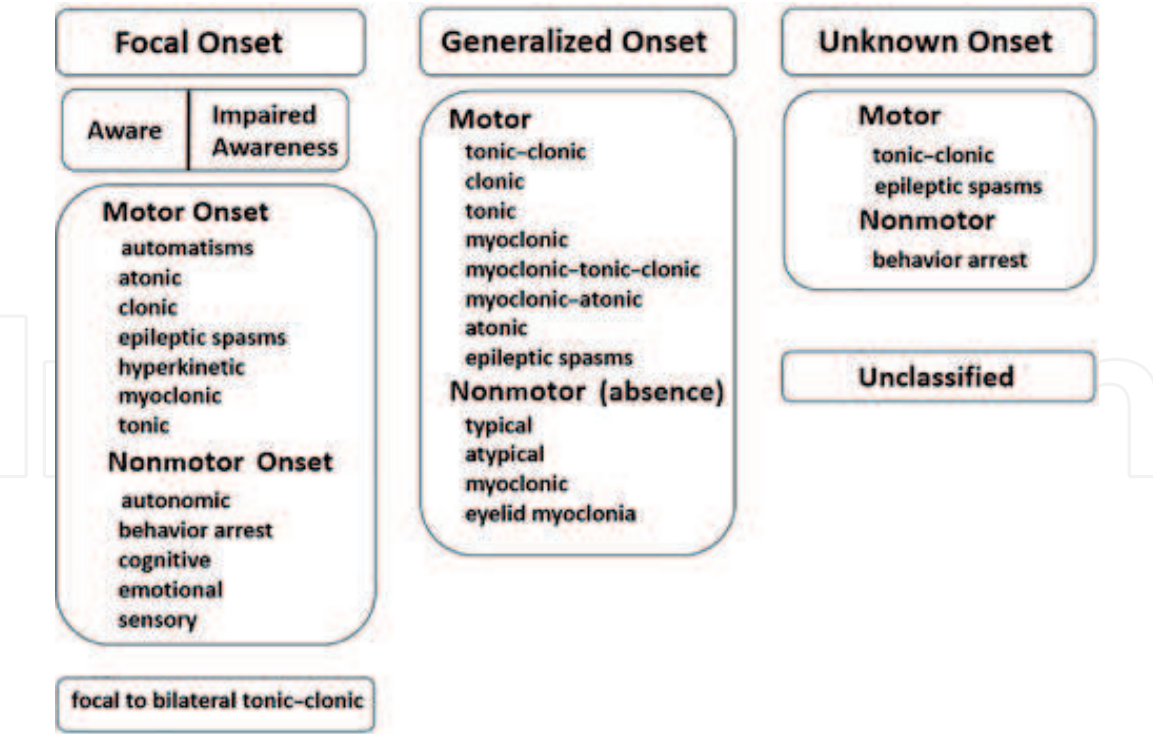 Focal Onset
Aware
Impaired
Awareness
Motor Onset
automatisms
atonic
clonic
epileptic spasms
hyperkinetic
myoclonic
tonic
Nonmotor Onset
autonomic
behavior arrest
cognitive
emotional
sensory
focal to bilateral tonic–clonic
Generalized Onset
Motor
tonic–clonic
clonic
tonic
myoclonic
myoclonic–tonic–clonic
myoclonic–atonic
atonic
epileptic spasms
Nonmotor (absence)
typical
atypical
myoclonic
eyelid myoclonia
Unknown Onset
Motor
tonic–clonic
epileptic spasms
Nonmotor
behavior arrest
Unclassified